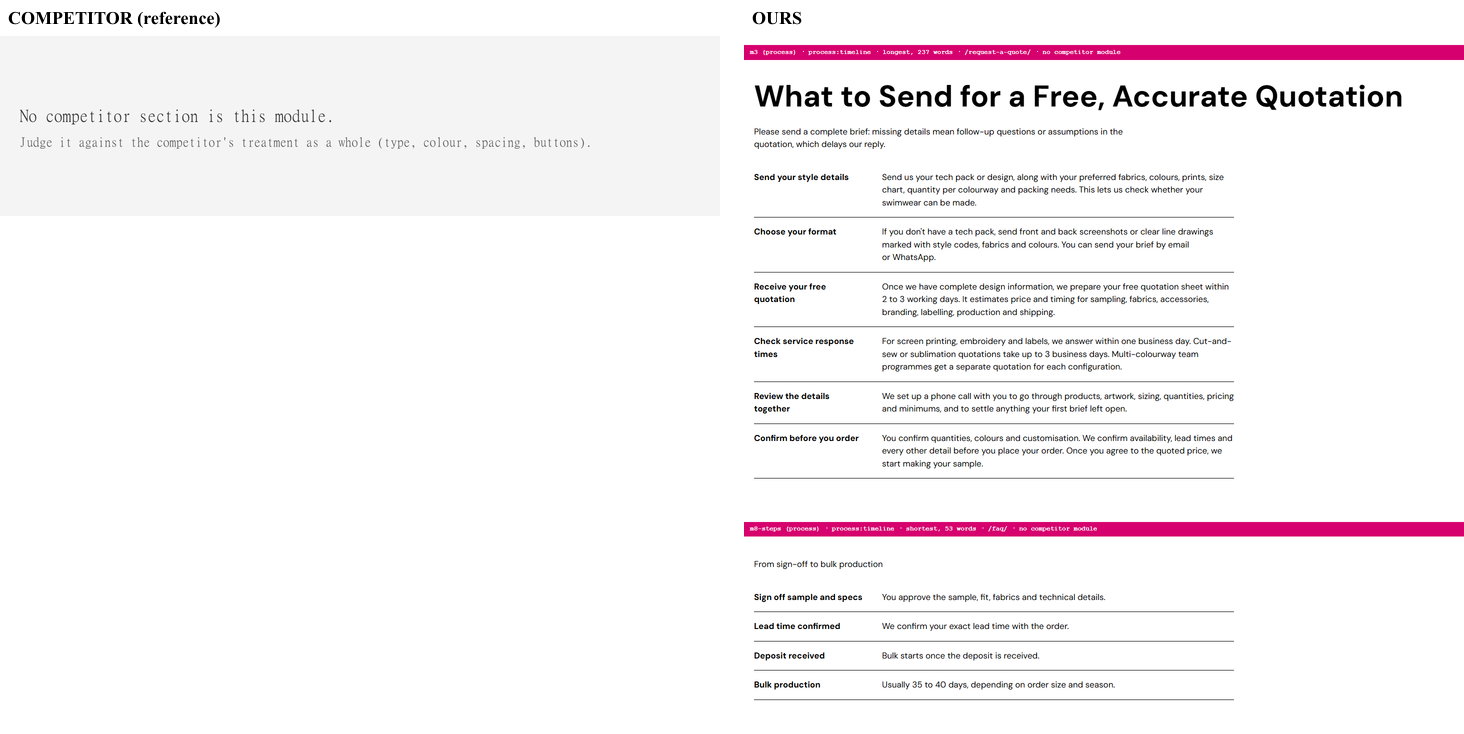 COMPETITOR (reference)
No competitor section is this module.
Judge it against the competitor's treatment as a whole (type, colour, spacing, buttons).
OURS
m3 (process) · process:timeline · longest, 237 words · /request-a-quote/ · no competitor module
What to Send for a Free, Accurate Quotation
Please send a complete brief: missing details mean follow-up questions or assumptions in the
quotation, which delays our reply.
Send your style details
Send us your tech pack or design, along with your preferred fabrics, colours, prints, size
chart, quantity per colourway and packing needs. This lets us check whether your
swimwear can be made.
Choose your format
If you don't have a tech pack, send front and back screenshots or clear line drawings
marked with style codes, fabrics and colours. You can send your brief by email
or WhatsApp.
Receive your free
quotation
Once we have complete design information, we prepare your free quotation sheet within
2 to 3 working days. It estimates price and timing for sampling, fabrics, accessories,
branding, labelling, production and shipping.
Check service response
times
For screen printing, embroidery and labels, we answer within one business day. Cut-and-
sew or sublimation quotations take up to 3 business days. Multi-colourway team
programmes get a separate quotation for each configuration.
Review the details
together
We set up a phone call with you to go through products, artwork, sizing, quantities, pricing
and minimums, and to settle anything your first brief left open.
Confirm before you order
You confirm quantities, colours and customisation. We confirm availability, lead times and
every other detail before you place your order. Once you agree to the quoted price, we
start making your sample.
m8-steps (process) · process:timeline · shortest, 53 words · /faq/ · no competitor module
From sign-off to bulk production
Sign off sample and specs
You approve the sample, fit, fabrics and technical details.
Lead time confirmed
We confirm your exact lead time with the order.
Deposit received
Bulk starts once the deposit is received.
Bulk production
Usually 35 to 40 days, depending on order size and season.